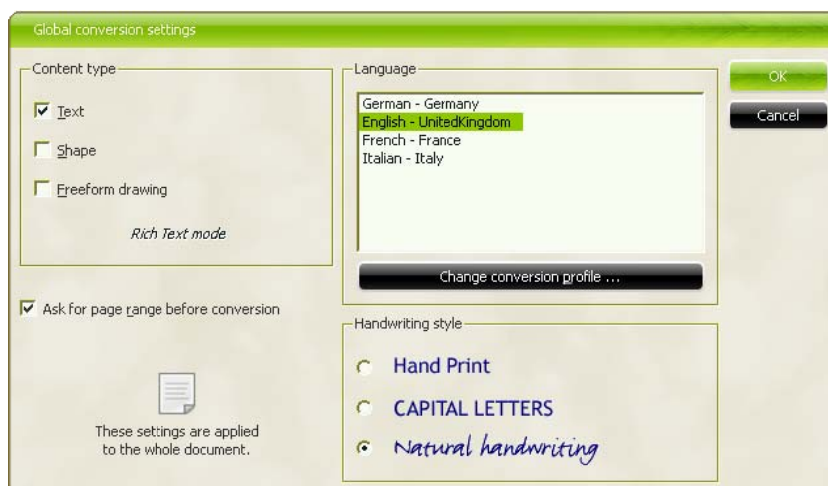 Global conversion settings
Content type
Text
Shape
Freeform drawing
Rich Text mode
Ask for page range before conversion
These settings are applied
to the whole document.
Language
German - Germany
English - UnitedKingdom
French - France
Italian - Italy
Change conversion profile ...
Handwriting style
Hand Print
CAPITAL LETTERS
Natural handwriting
OK
Cancel